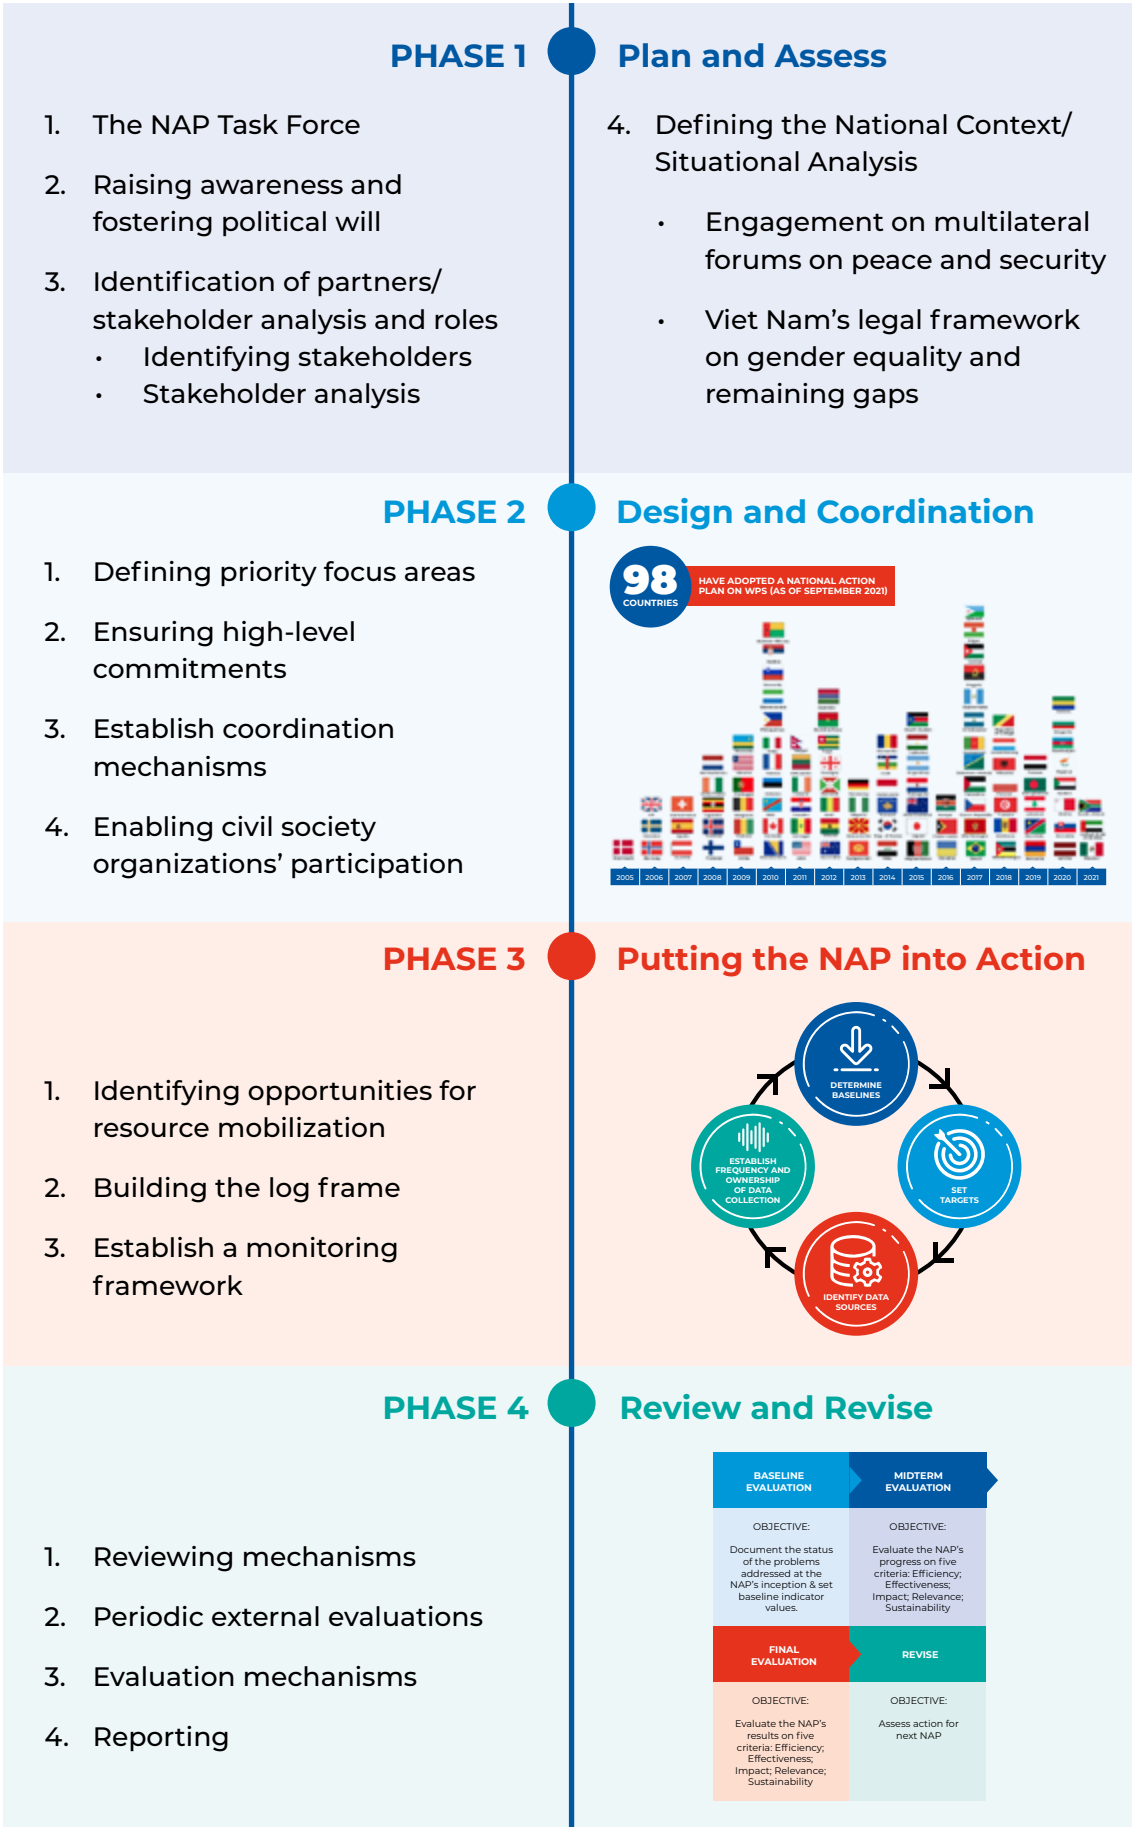 PHASE 1
Plan and Assess
1. The NAP Task Force
2. Raising awareness and
fostering political will
3. Identification of partners/
stakeholder analysis and roles
• Identifying stakeholders
• Stakeholder analysis
4. Defining the National Context/
Situational Analysis
• Engagement on multilateral
forums on peace and security
• Viet Nam's legal framework
on gender equality and
remaining gaps
PHASE 2
Design and Coordination
1. Defining priority focus areas
2. Ensuring high-level
commitments
3. Establish coordination
mechanisms
4. Enabling civil society
organizations' participation
98
COUNTRIES
HAVE ADOPTED A NATIONAL ACTION
PLAN ON WPS (AS OF SEPTEMBER 2021)
2005 2006 2007 2008 2009 2010 2011 2012 2013 2014 2015 2016 2017 2018 2019 2020 2021
PHASE 3
Putting the NAP into Action
1. Identifying opportunities for
resource mobilization
2. Building the log frame
3. Establish a monitoring
framework
DETERMINE
BASELINES
SET
TARGETS
IDENTIFY DATA
SOURCES
ESTABLISH
FREQUENCY AND
OWNERSHIP
OF DATA
COLLECTION
PHASE 4
Review and Revise
1. Reviewing mechanisms
2. Periodic external evaluations
3. Evaluation mechanisms
4. Reporting
BASELINE
EVALUATION
OBJECTIVE:
Document the status
of the problems
addressed at the
NAP's inception & set
baseline indicator
values.
MIDTERM
EVALUATION
OBJECTIVE:
Evaluate the NAP's
progress on five
criteria: Efficiency;
Effectiveness;
Impact; Relevance;
Sustainability
FINAL
EVALUATION
OBJECTIVE:
Evaluate the NAP's
results on five
criteria: Efficiency;
Effectiveness;
Impact; Relevance;
Sustainability
REVISE
OBJECTIVE:
Assess action for
next NAP